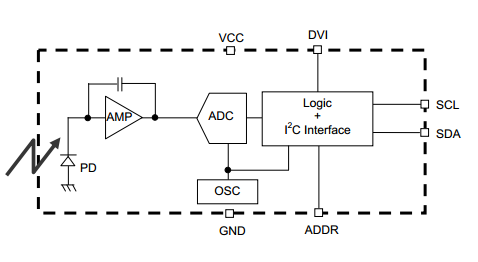 VCC
DVI
AMP
ADC
Logic
+
I²C Interface
SCL
SDA
PD
OSC
GND
ADDR